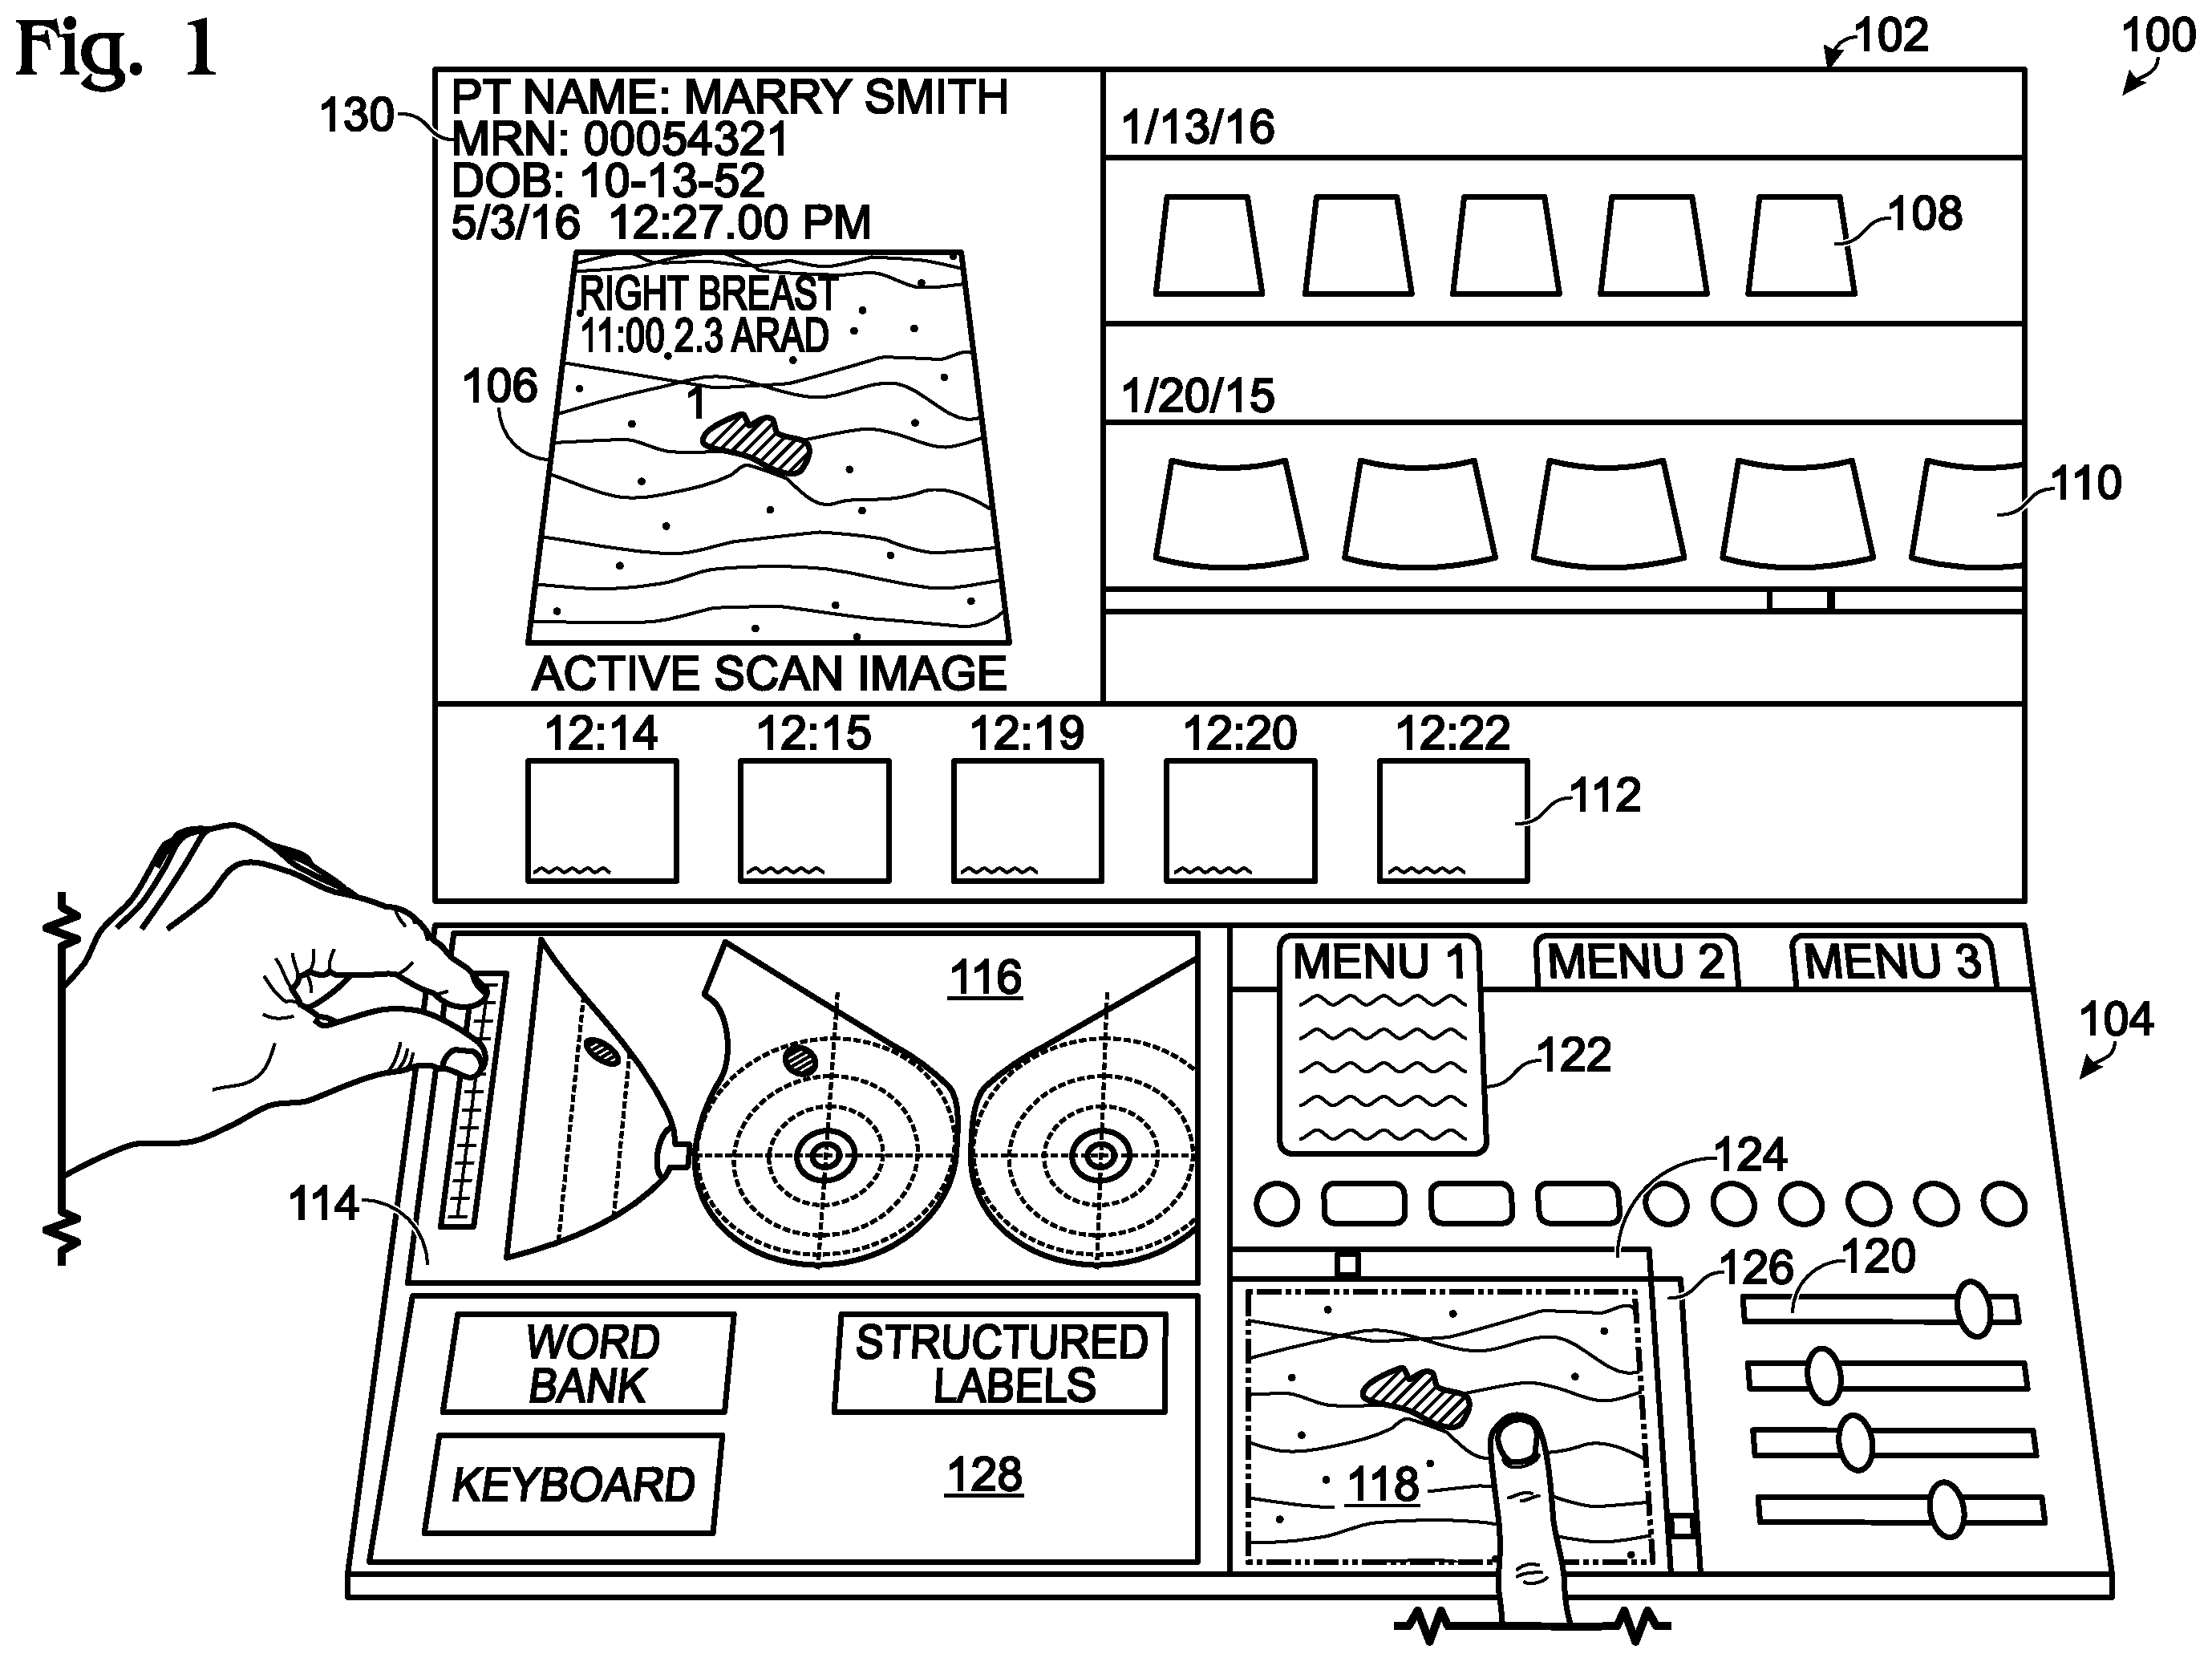 Fig. 1
102
100
PT NAME: MARRY SMITH
130
MRN: 00054321
DOB: 10-13-52
5/3/16 12:27.00 PM
1/13/16
108
RIGHT BREAST
11:00 2.3 ARAD
106
1
1/20/15
110
ACTIVE SCAN IMAGE
12:14 12:15 12:19 12:20 12:22
112
116
MENU 1 MENU 2 MENU 3
104
122
124
114
126
120
WORD
BANK
STRUCTURED
LABELS
KEYBOARD
128
118